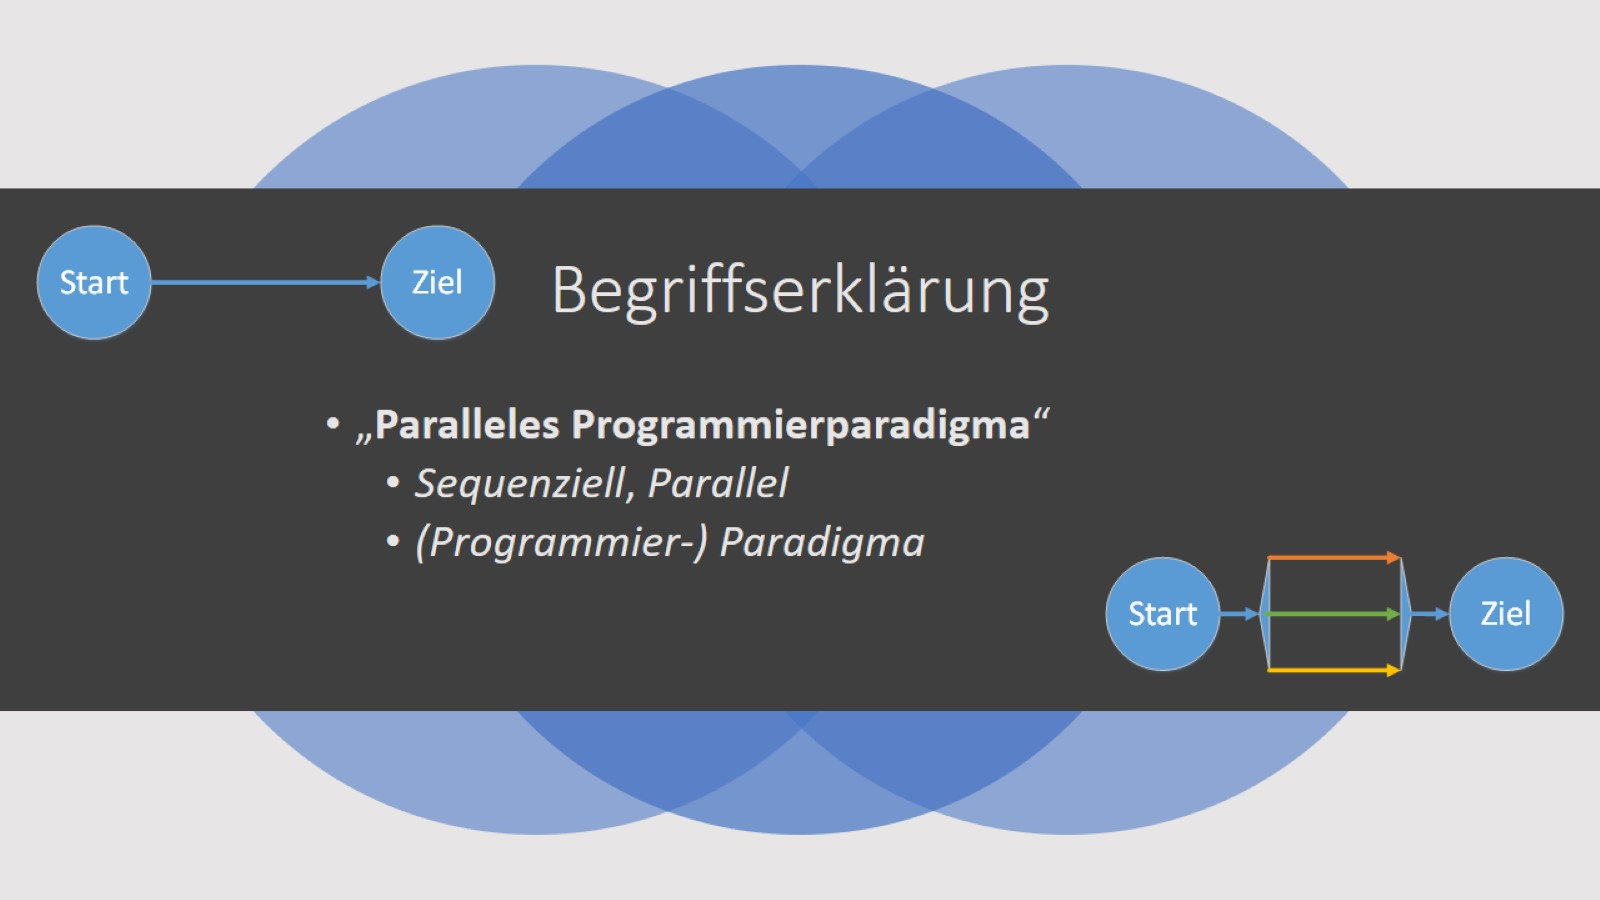 Start
Ziel
Begriffserklärung
• „Paralleles Programmierparadigma“
• Sequenziell, Parallel
• (Programmier-) Paradigma
Start
Ziel